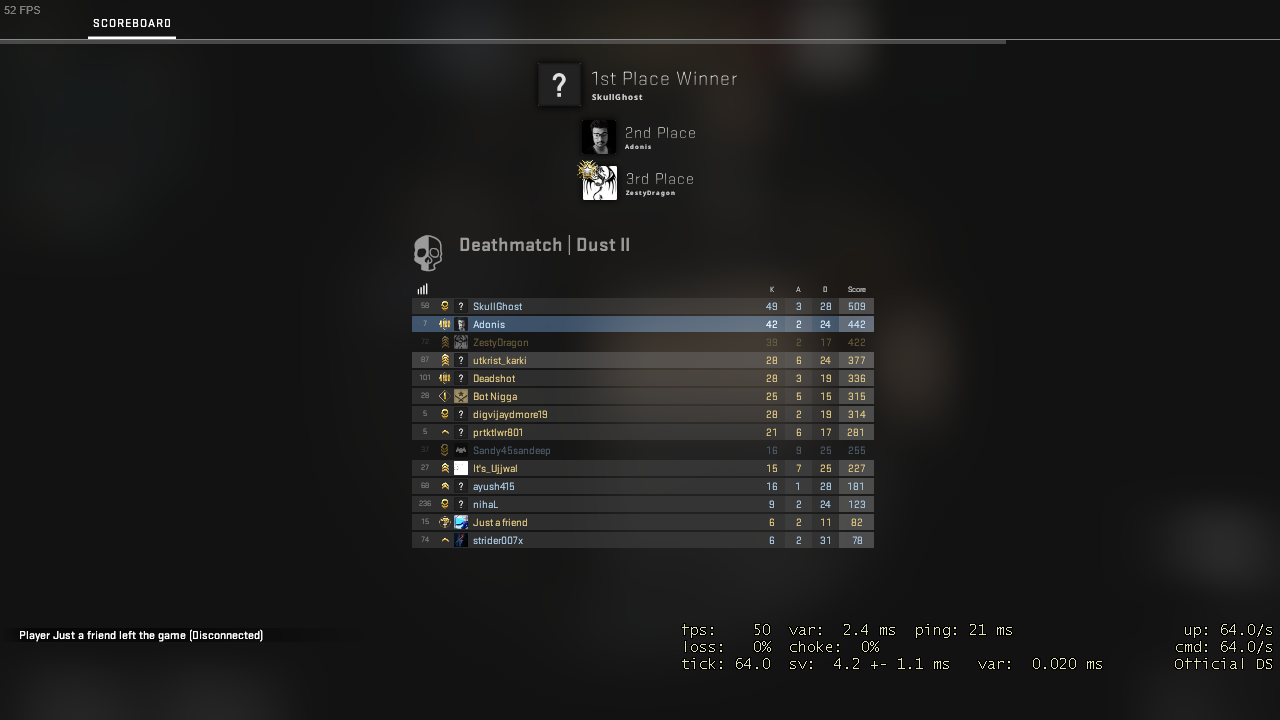 52 FPS
SCOREBOARD
? 1st Place Winner
SkullGhost
2nd Place
Adonis
3rd Place
ZestyDragon
Deathmatch | Dust II
K A D Score
58 ? SkullGhost 49 3 28 509
7 Adonis 42 2 24 442
72 ZestyDragon 39 2 17 422
87 ? utkrist_karki 28 6 24 377
101 ? Deadshot 28 3 19 336
28 Bot Nigga 25 5 15 315
5 ? digvijaydmore19 28 2 19 314
5 ? prtktlwr801 21 6 17 281
37 Sandy45sandeep 16 9 25 255
27 It's_Ujjwal 15 7 25 227
68 ? ayush415 16 1 28 181
236 ? nihaL 9 2 24 123
15 Just a friend 6 2 11 82
74 strider007x 6 2 31 78
Player Just a friend left the game (Disconnected)
fps: 50 var: 2.4 ms ping: 21 ms up: 64.0/s
loss: 0% choke: 0% cmd: 64.0/s
tick: 64.0 sv: 4.2 +- 1.1 ms var: 0.020 ms Official DS